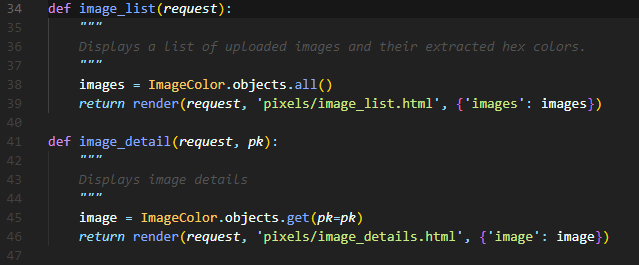 34 def image_list(request):
35     """
36     Displays a list of uploaded images and their extracted hex colors.
37     """
38     images = ImageColor.objects.all()
39     return render(request, 'pixels/image_list.html', {'images': images})
40
41 def image_detail(request, pk):
42     """
43     Displays image details
44     """
45     image = ImageColor.objects.get(pk=pk)
46     return render(request, 'pixels/image_details.html', {'image': image})
47